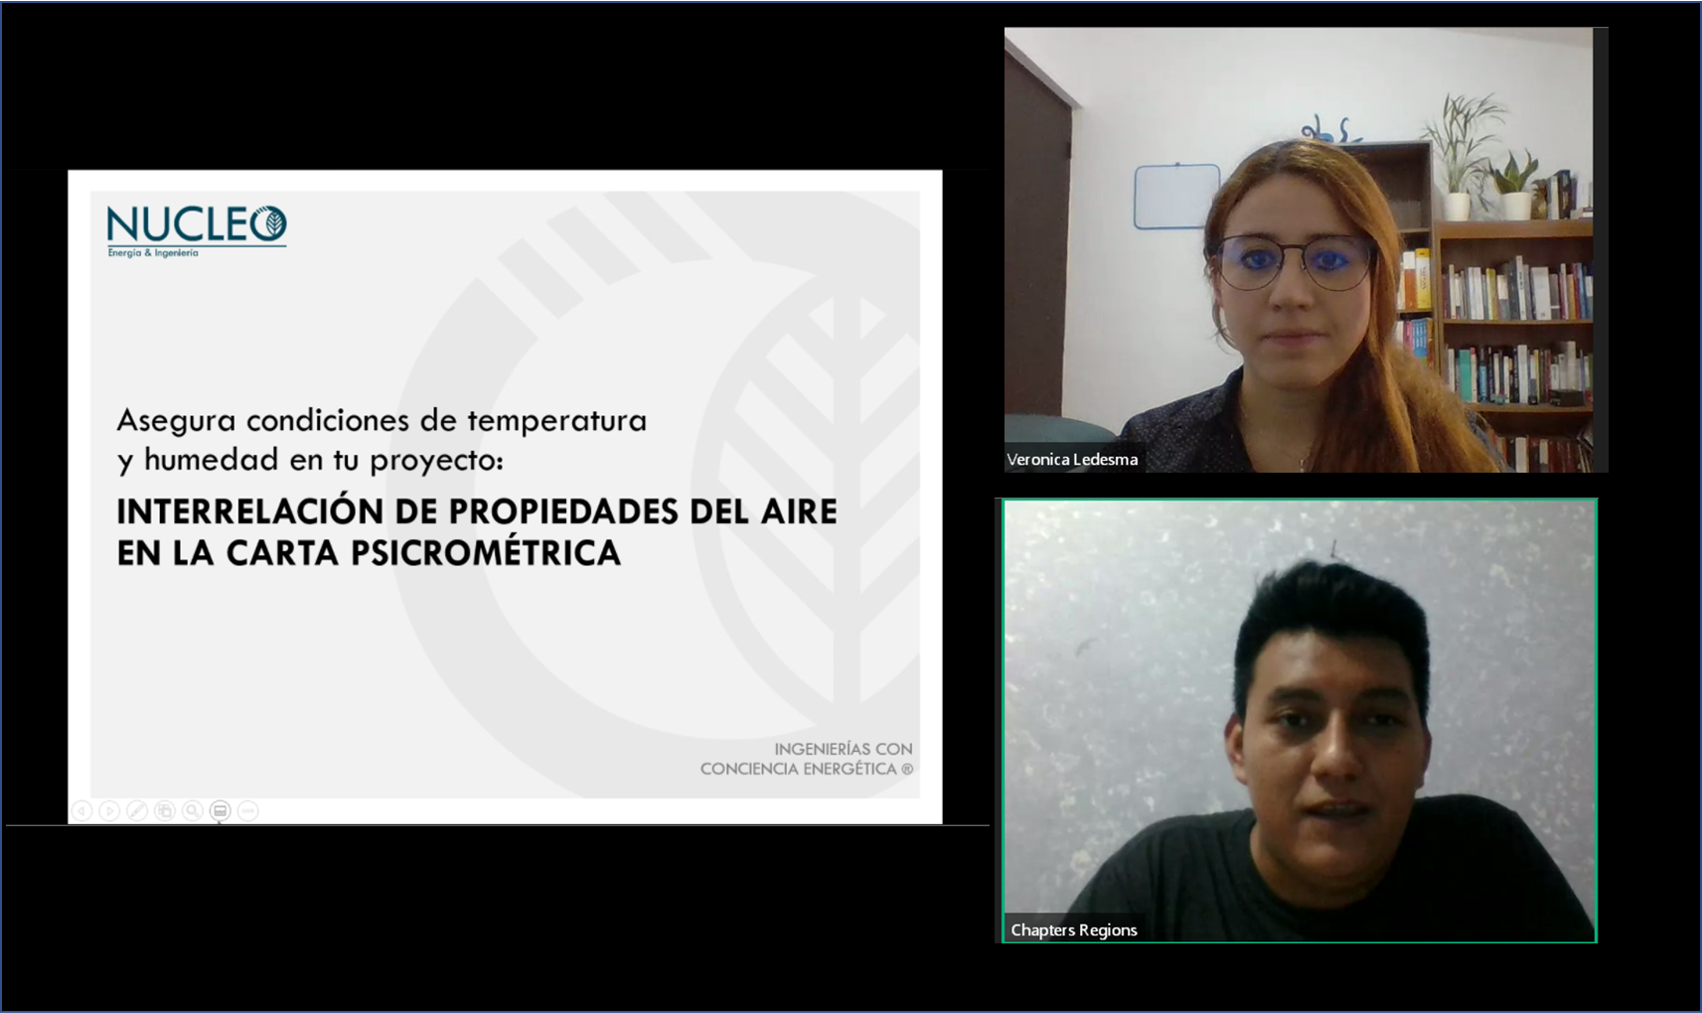 NUCLEO
Energía & Ingeniería
Asegura condiciones de temperatura
y humedad en tu proyecto:
INTERRELACIÓN DE PROPIEDADES DEL AIRE
EN LA CARTA PSICROMÉTRICA
INGENIERÍAS CON
CONCIENCIA ENERGÉTICA ®
Veronica Ledesma
Chapters Regions